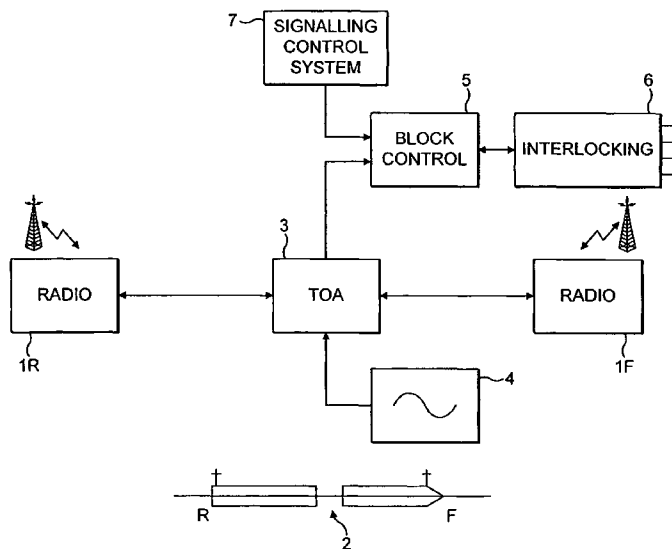 7
SIGNALLING
CONTROL
SYSTEM
5
BLOCK
CONTROL
6
INTERLOCKING
3
RADIO
TOA
RADIO
1R
1F
4
R
F
2